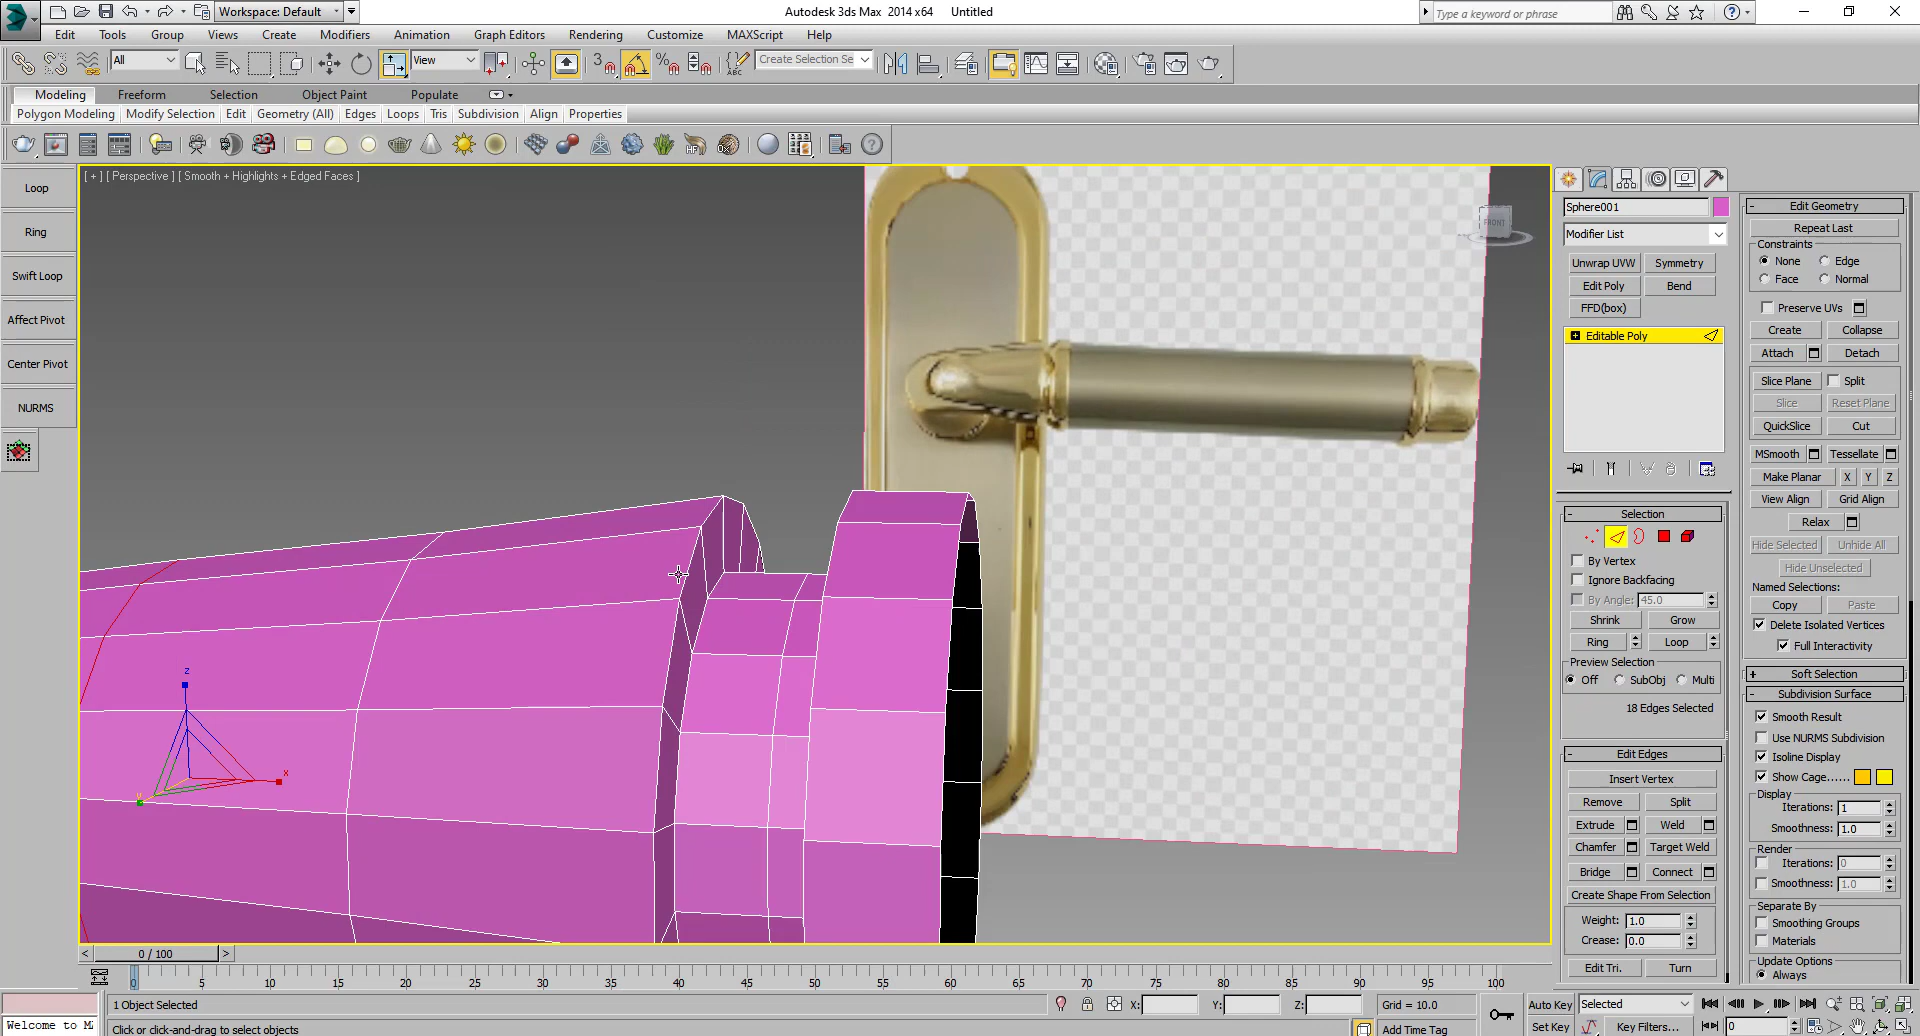 Workspace: Default
Autodesk 3ds Max 2014 x64 Untitled
Type a keyword or phrase
Edit Tools Group Views Create Modifiers Animation Graph Editors Rendering Customize MAXScript Help
All
View
Create Selection Se
Modeling Freeform Selection Object Paint Populate
Polygon Modeling Modify Selection Edit Geometry (All) Edges Loops Tris Subdivision Align Properties
[ + ] [ Perspective ] [ Smooth + Highlights + Edged Faces ]
Loop
Ring
Swift Loop
Affect Pivot
Center Pivot
NURMS
FRONT
z
x
y
Sphere001
Modifier List
Unwrap UVW Symmetry
Edit Poly Bend
FFD(box)
Editable Poly
Selection
By Vertex
Ignore Backfacing
By Angle: 45.0
Shrink Grow
Ring Loop
Preview Selection
Off SubObj Multi
18 Edges Selected
Edit Edges
Insert Vertex
Remove Split
Extrude Weld
Chamfer Target Weld
Bridge Connect
Create Shape From Selection
Weight: 1.0
Crease: 0.0
Edit Tri. Turn
Edit Geometry
Repeat Last
Constraints
None Edge
Face Normal
Preserve UVs
Create Collapse
Attach Detach
Slice Plane Split
Slice Reset Plane
QuickSlice Cut
MSmooth Tessellate
Make Planar X Y Z
View Align Grid Align
Relax
Hide Selected Unhide All
Hide Unselected
Named Selections:
Copy Paste
Delete Isolated Vertices
Full Interactivity
Soft Selection
Subdivision Surface
Smooth Result
Use NURMS Subdivision
Isoline Display
Show Cage......
Display
Iterations: 1
Smoothness: 1.0
Render
Iterations: 0
Smoothness: 1.0
Separate By
Smoothing Groups
Materials
Update Options
Always
< 0 / 100 >
0 5 10 15 20 25 30 35 40 45 50 55 60 65 70 75 80 85 90 95 100
1 Object Selected
X: Y: Z: Grid = 10.0
Auto Key Selected
Welcome to M
Click or click-and-drag to select objects
Add Time Tag
Set Key Key Filters... 0